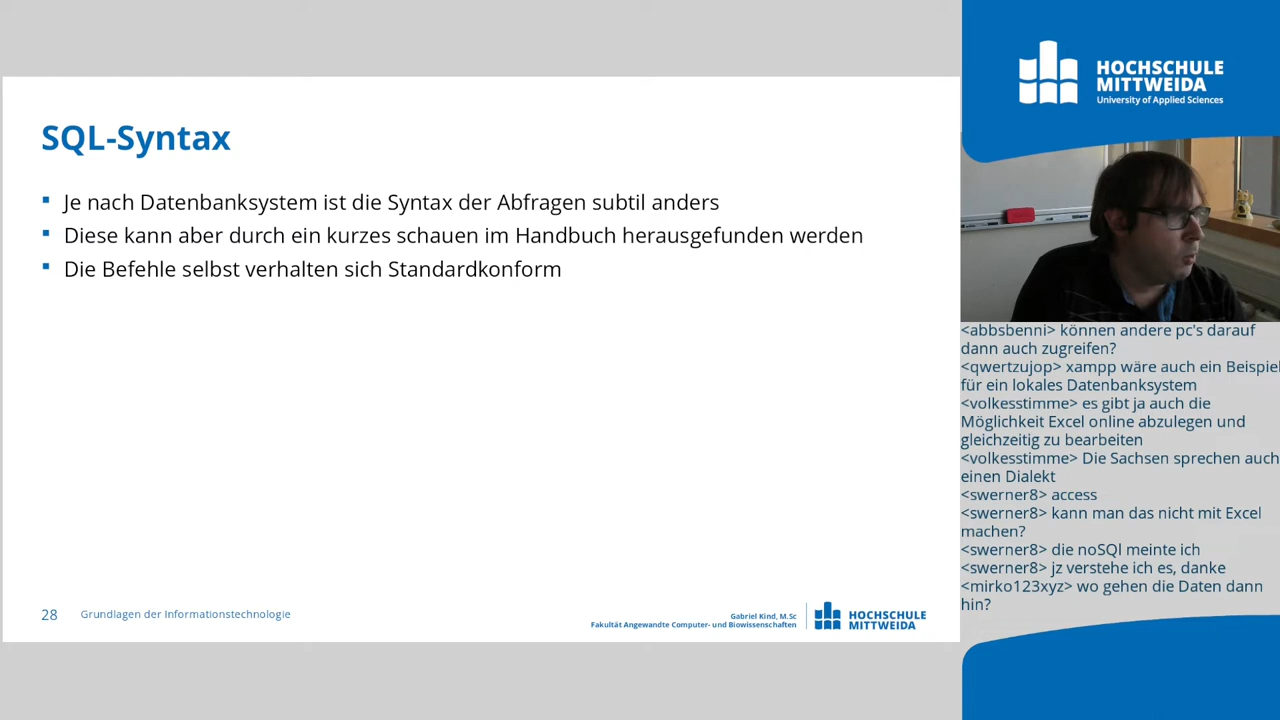 SQL-Syntax
Je nach Datenbanksystem ist die Syntax der Abfragen subtil anders
Diese kann aber durch ein kurzes schauen im Handbuch herausgefunden werden
Die Befehle selbst verhalten sich Standardkonform
28 Grundlagen der Informationstechnologie
Gabriel Kind, M.Sc
Fakultät Angewandte Computer- und Biowissenschaften
HOCHSCHULE
MITTWEIDA
HOCHSCHULE
MITTWEIDA
University of Applied Sciences
<abbsbenni> können andere pc's darauf
dann auch zugreifen?
<qwertzujop> xampp wäre auch ein Beispiel
für ein lokales Datenbanksystem
<volkesstimme> es gibt ja auch die
Möglichkeit Excel online abzulegen und
gleichzeitig zu bearbeiten
<volkesstimme> Die Sachsen sprechen auch
einen Dialekt
<swerner8> access
<swerner8> kann man das nicht mit Excel
machen?
<swerner8> die noSQl meinte ich
<swerner8> jz verstehe ich es, danke
<mirko123xyz> wo gehen die Daten dann
hin?